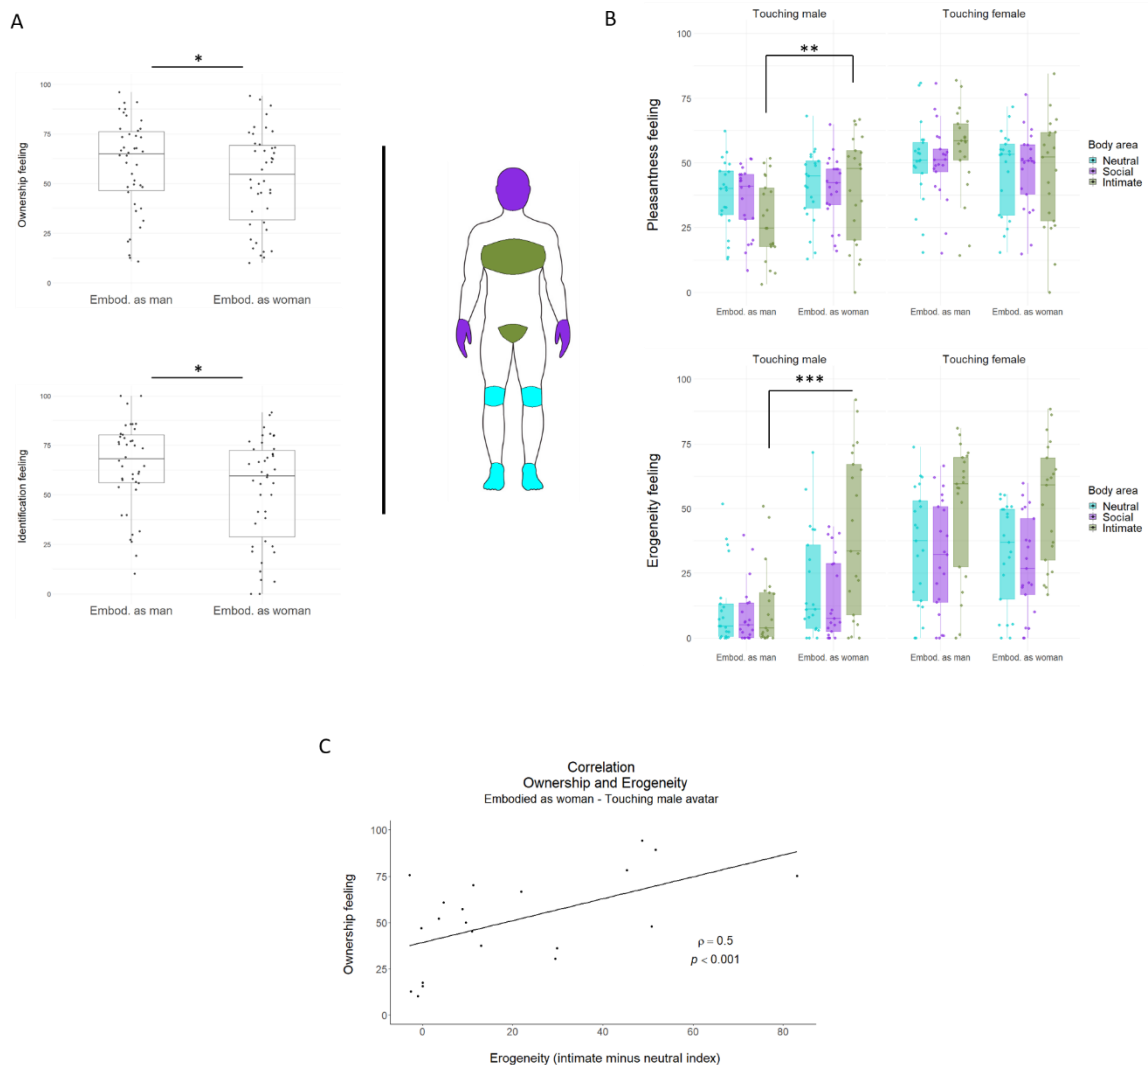 A
*
100
75
50
25
0
Ownership feeling
Embod. as man
Embod. as woman
*
100
75
50
25
0
Identification feeling
Embod. as man
Embod. as woman
B
Touching male
Touching female
**
100
75
50
25
0
Pleasantness feeling
Embod. as man
Embod. as woman
Embod. as man
Embod. as woman
Body area
Neutral
Social
Intimate
Touching male
Touching female
***
100
75
50
25
0
Erogeneity feeling
Embod. as man
Embod. as woman
Embod. as man
Embod. as woman
Body area
Neutral
Social
Intimate
C
Correlation
Ownership and Erogeneity
Embodied as woman - Touching male avatar
100
75
50
25
0
Ownership feeling
ρ = 0.5
p < 0.001
0
20
40
60
80
Erogeneity (intimate minus neutral index)